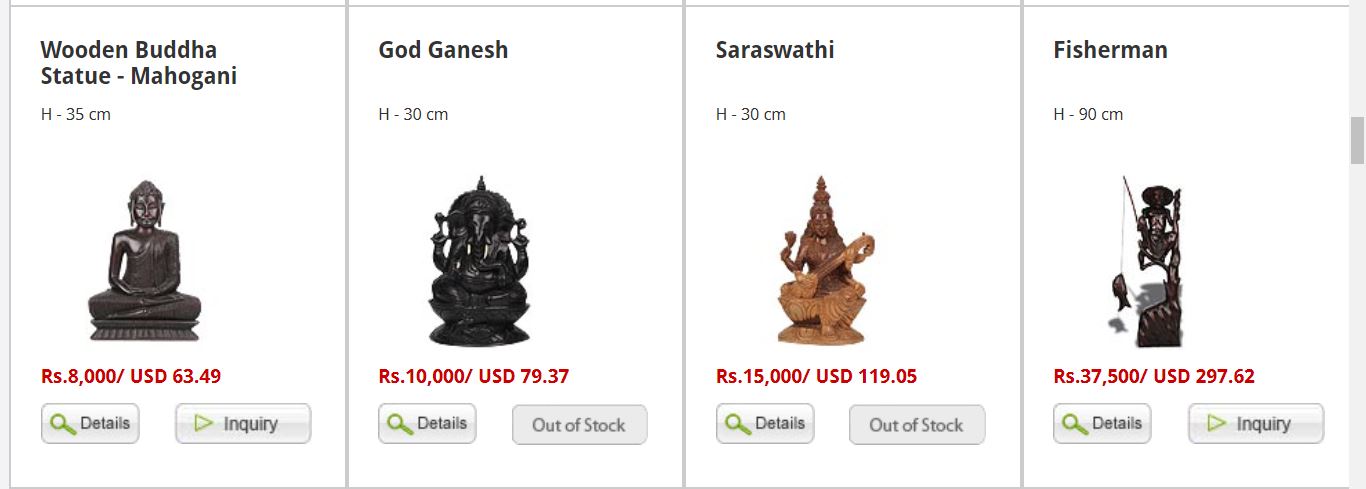 Wooden Buddha
Statue - Mahogani
H - 35 cm
Rs.8,000/ USD 63.49
Details
Inquiry
God Ganesh
H - 30 cm
Rs.10,000/ USD 79.37
Details
Out of Stock
Saraswathi
H - 30 cm
Rs.15,000/ USD 119.05
Details
Out of Stock
Fisherman
H - 90 cm
Rs.37,500/ USD 297.62
Details
Inquiry